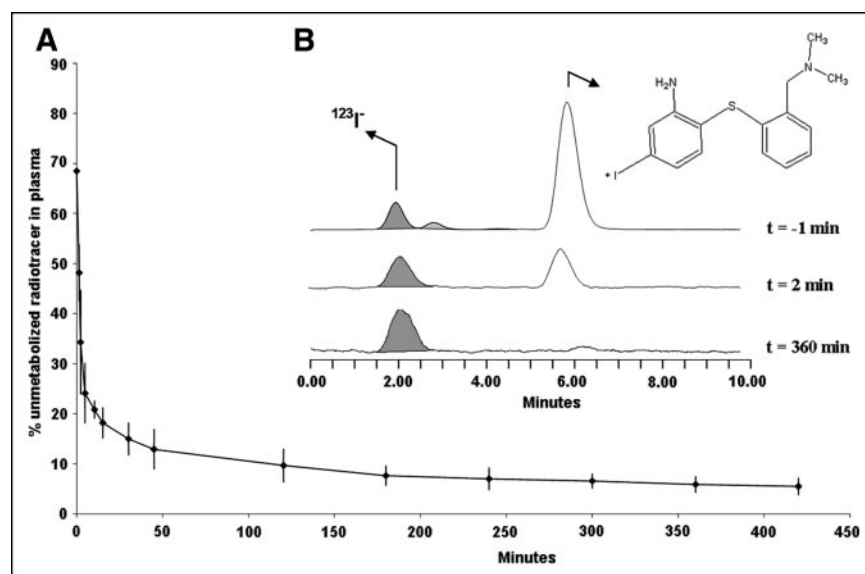 A
B
% unmetabolized radiotracer in plasma
90
80
70
60
50
40
30
20
10
0
0 50 100 150 200 250 300 350 400 450
Minutes
¹²³I⁻
H₂N
S
N
CH₃
CH₃
* I
t = -1 min
t = 2 min
t = 360 min
0.00 2.00 4.00 6.00 8.00 10.00
Minutes